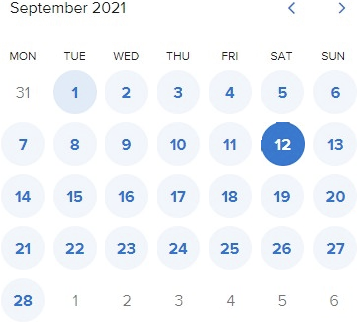 September 2021
MON TUE WED THU FRI SAT SUN
31 1 2 3 4 5 6
7 8 9 10 11 12 13
14 15 16 17 18 19 20
21 22 23 24 25 26 27
28 1 2 3 4 5 6